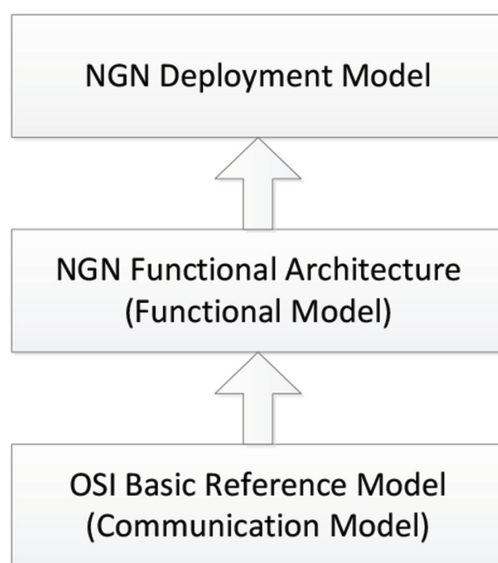 NGN Deployment Model
NGN Functional Architecture
(Functional Model)
OSI Basic Reference Model
(Communication Model)